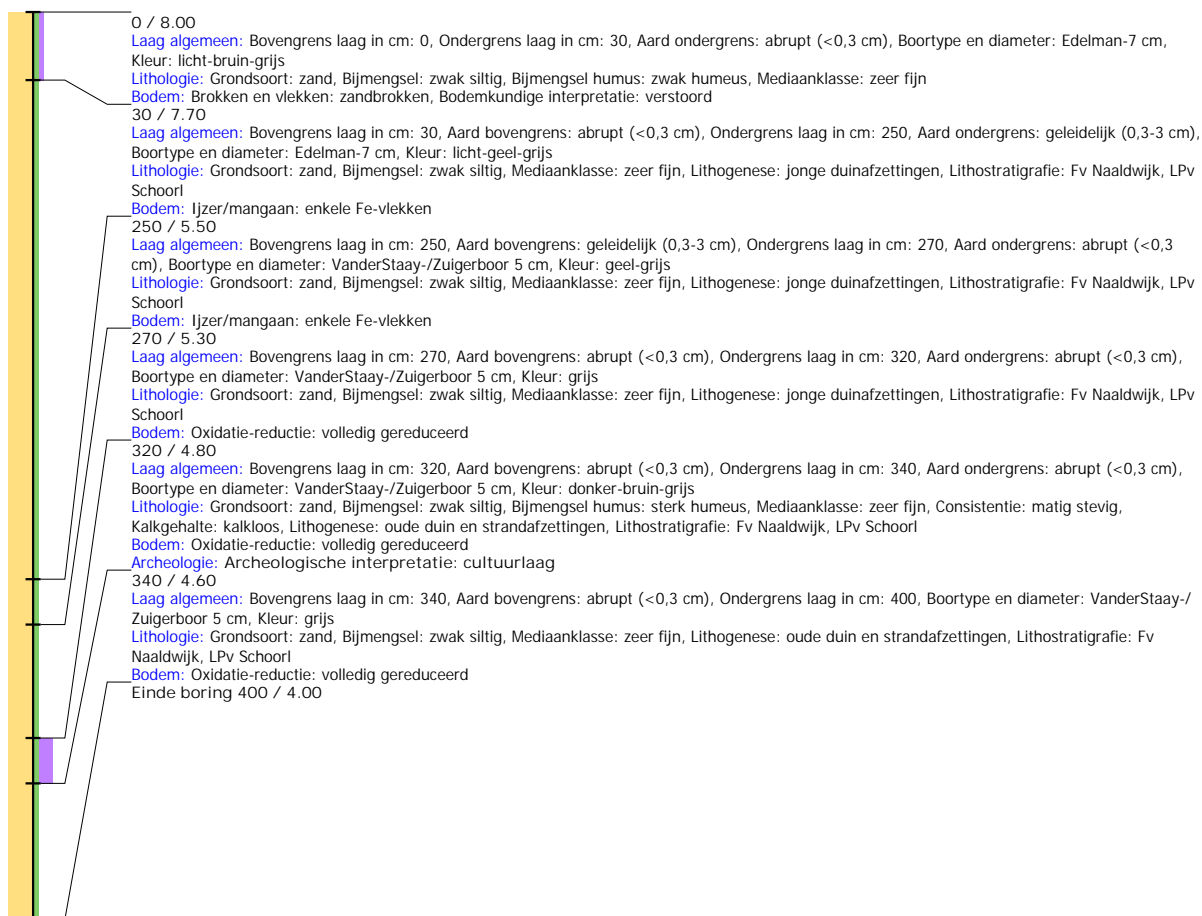 0 / 8.00
Laag algemeen: Bovengrens laag in cm: 0, Ondergrens laag in cm: 30, Aard ondergrens: abrupt (<0,3 cm), Boortype en diameter: Edelman-7 cm,
Kleur: licht-bruin-grijs
Lithologie: Grondsoort: zand, Bijmengsel: zwak siltig, Bijmengsel humus: zwak humeus, Mediaanklasse: zeer fijn
Bodem: Brokken en vlekken: zandbrokken, Bodemkundige interpretatie: verstoord
30 / 7.70
Laag algemeen: Bovengrens laag in cm: 30, Aard bovengrens: abrupt (<0,3 cm), Ondergrens laag in cm: 250, Aard ondergrens: geleidelijk (0,3-3 cm),
Boortype en diameter: Edelman-7 cm, Kleur: licht-geel-grijs
Lithologie: Grondsoort: zand, Bijmengsel: zwak siltig, Mediaanklasse: zeer fijn, Lithogenese: jonge duinafzettingen, Lithostratigrafie: Fv Naaldwijk, LPv
Schoorl
Bodem: Ijzer/mangaan: enkele Fe-vlekken
250 / 5.50
Laag algemeen: Bovengrens laag in cm: 250, Aard bovengrens: geleidelijk (0,3-3 cm), Ondergrens laag in cm: 270, Aard ondergrens: abrupt (<0,3
cm), Boortype en diameter: VanderStaay-/Zuigerboor 5 cm, Kleur: geel-grijs
Lithologie: Grondsoort: zand, Bijmengsel: zwak siltig, Mediaanklasse: zeer fijn, Lithogenese: jonge duinafzettingen, Lithostratigrafie: Fv Naaldwijk, LPv
Schoorl
Bodem: Ijzer/mangaan: enkele Fe-vlekken
270 / 5.30
Laag algemeen: Bovengrens laag in cm: 270, Aard bovengrens: abrupt (<0,3 cm), Ondergrens laag in cm: 320, Aard ondergrens: abrupt (<0,3 cm),
Boortype en diameter: VanderStaay-/Zuigerboor 5 cm, Kleur: grijs
Lithologie: Grondsoort: zand, Bijmengsel: zwak siltig, Mediaanklasse: zeer fijn, Lithogenese: jonge duinafzettingen, Lithostratigrafie: Fv Naaldwijk, LPv
Schoorl
Bodem: Oxidatie-reductie: volledig gereduceerd
320 / 4.80
Laag algemeen: Bovengrens laag in cm: 320, Aard bovengrens: abrupt (<0,3 cm), Ondergrens laag in cm: 340, Aard ondergrens: abrupt (<0,3 cm),
Boortype en diameter: VanderStaay-/Zuigerboor 5 cm, Kleur: donker-bruin-grijs
Lithologie: Grondsoort: zand, Bijmengsel: zwak siltig, Bijmengsel humus: sterk humeus, Mediaanklasse: zeer fijn, Consistentie: matig stevig,
Kalkgehalte: kalkloos, Lithogenese: oude duin en strandafzettingen, Lithostratigrafie: Fv Naaldwijk, LPv Schoorl
Bodem: Oxidatie-reductie: volledig gereduceerd
Archeologie: Archeologische interpretatie: cultuurlaag
340 / 4.60
Laag algemeen: Bovengrens laag in cm: 340, Aard bovengrens: abrupt (<0,3 cm), Ondergrens laag in cm: 400, Boortype en diameter: VanderStaay-/
Zuigerboor 5 cm, Kleur: grijs
Lithologie: Grondsoort: zand, Bijmengsel: zwak siltig, Mediaanklasse: zeer fijn, Lithogenese: oude duin en strandafzettingen, Lithostratigrafie: Fv
Naaldwijk, LPv Schoorl
Bodem: Oxidatie-reductie: volledig gereduceerd
Einde boring 400 / 4.00